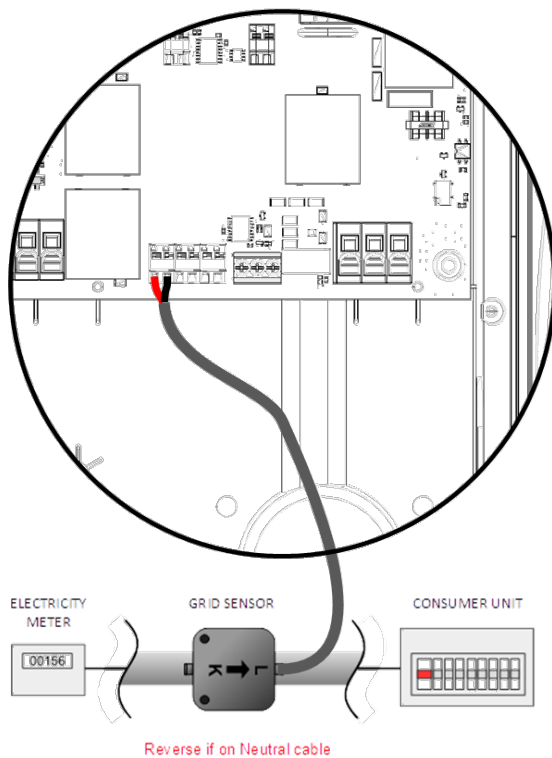 ELECTRICITY
METER
GRID SENSOR
CONSUMER UNIT
00156
K
L
Reverse if on Neutral cable